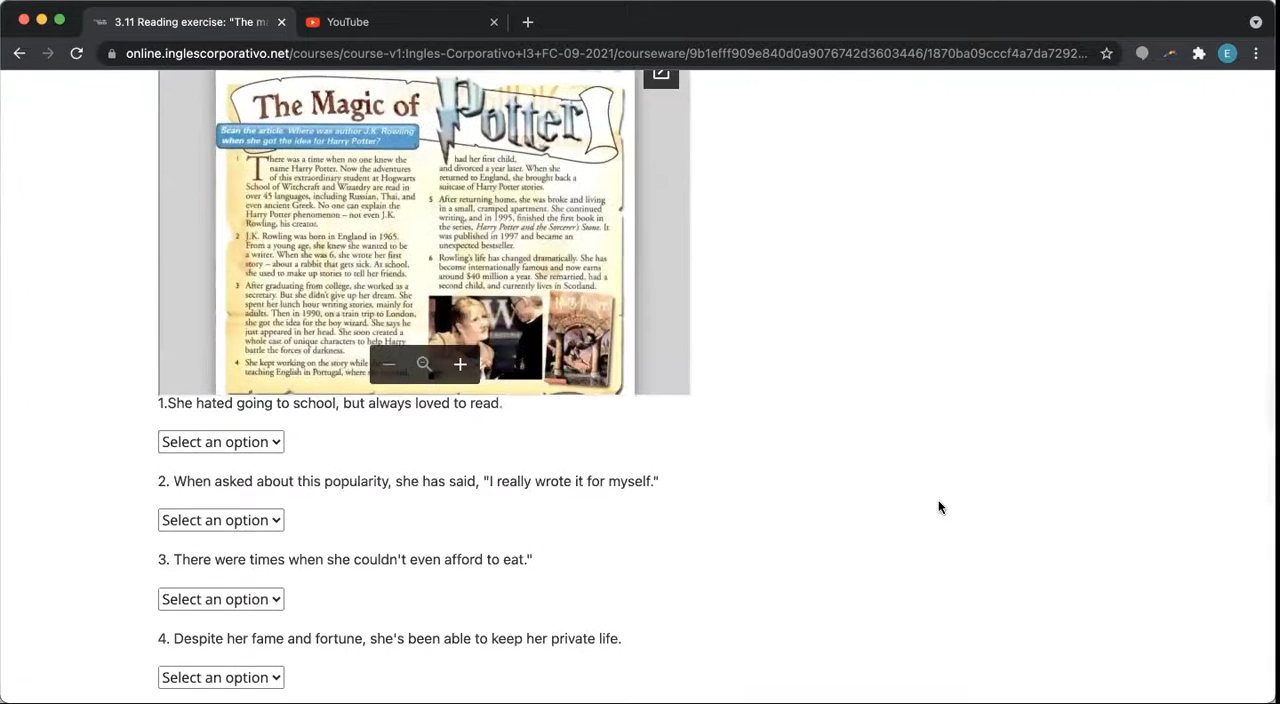 3.11 Reading exercise: "The m
YouTube
online.inglescorporativo.net/courses/course-v1:Ingles-Corporativo+I3+FC-09-2021/courseware/9b1efff909e840d0a9076742d3603446/1870ba09cccf4a7da7292...
E
The Magic of Potter
Scan the article. Where was author J.K. Rowling
when she got the idea for Harry Potter?
1 There was a time when no one knew the
name Harry Potter. Now the adventures
of this extraordinary student at Hogwarts
School of Witchcraft and Wizardry are read in
over 45 languages, including Russian, Thai, and
even ancient Greek. No one can explain the
Harry Potter phenomenon – not even J.K.
Rowling, his creator.
2 J.K. Rowling was born in England in 1965.
From a young age, she knew she wanted to be
a writer. When she was 6, she wrote her first
story – about a rabbit that gets sick. At school,
she used to make up stories to tell her friends.
3 After graduating from college, she worked as a
secretary. But she didn't give up her dream. She
spent her lunch hour writing stories, mainly for
adults. Then in 1990, on a train trip to London,
she got the idea for the boy wizard. She says he
just appeared in her head. She soon created a
whole cast of unique characters to help Harry
battle the forces of darkness.
4 She kept working on the story while
teaching English in Portugal, where
had her first child,
and divorced a year later. When she
returned to England, she brought back a
suitcase of Harry Potter stories.
5 After returning home, she was broke and living
in a small, cramped apartment. She continued
writing, and in 1995, finished the first book in
the series, Harry Potter and the Sorcerer's Stone. It
was published in 1997 and became an
unexpected bestseller.
6 Rowling's life has changed dramatically. She has
become internationally famous and now earns
around $40 million a year. She remarried, had a
second child, and currently lives in Scotland.
1.She hated going to school, but always loved to read.
Select an option
2. When asked about this popularity, she has said, "I really wrote it for myself."
Select an option
3. There were times when she couldn't even afford to eat."
Select an option
4. Despite her fame and fortune, she's been able to keep her private life.
Select an option